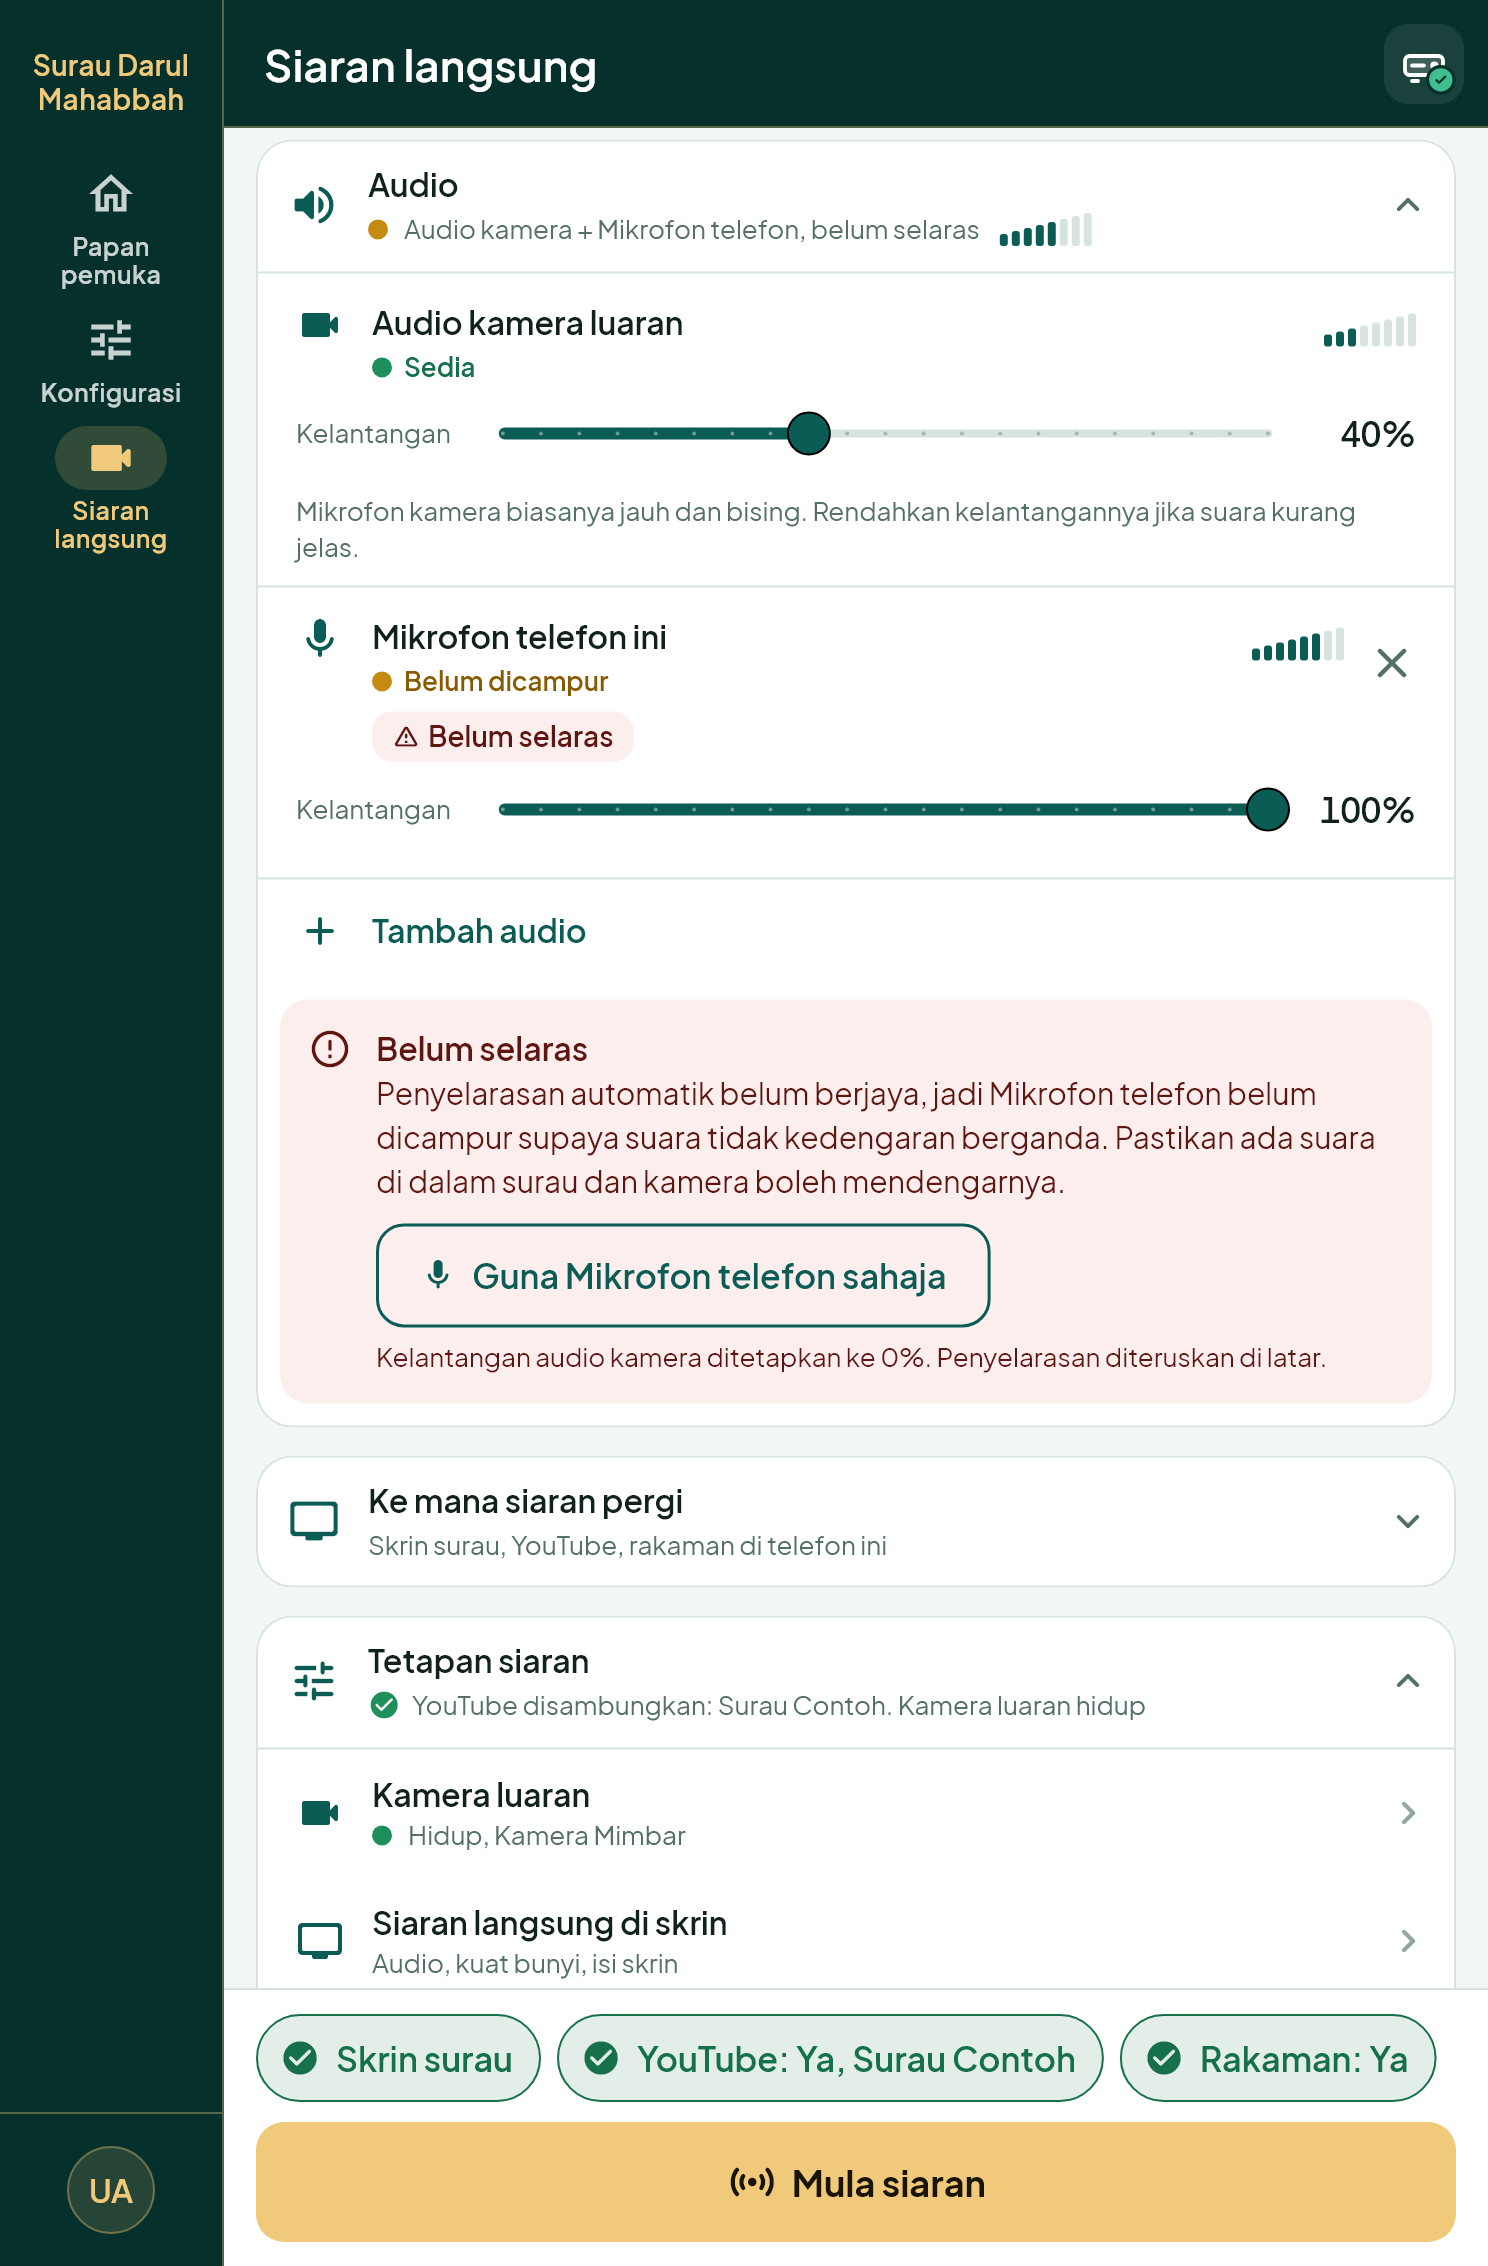 Surau Darul
Mahabbah
Papan
pemuka
Konfigurasi
Siaran
langsung
UA
Siaran langsung
Audio
Audio kamera + Mikrofon telefon, belum selaras
Audio kamera luaran
Sedia
Kelantangan
40%
Mikrofon kamera biasanya jauh dan bising. Rendahkan kelantangannya jika suara kurang
jelas.
Mikrofon telefon ini
Belum dicampur
Belum selaras
Kelantangan
100%
Tambah audio
Belum selaras
Penyelarasan automatik belum berjaya, jadi Mikrofon telefon belum
dicampur supaya suara tidak kedengaran berganda. Pastikan ada suara
di dalam surau dan kamera boleh mendengarnya.
Guna Mikrofon telefon sahaja
Kelantangan audio kamera ditetapkan ke 0%. Penyelarasan diteruskan di latar.
Ke mana siaran pergi
Skrin surau, YouTube, rakaman di telefon ini
Tetapan siaran
YouTube disambungkan: Surau Contoh. Kamera luaran hidup
Kamera luaran
Hidup, Kamera Mimbar
Siaran langsung di skrin
Audio, kuat bunyi, isi skrin
Skrin surau
YouTube: Ya, Surau Contoh
Rakaman: Ya
Mula siaran